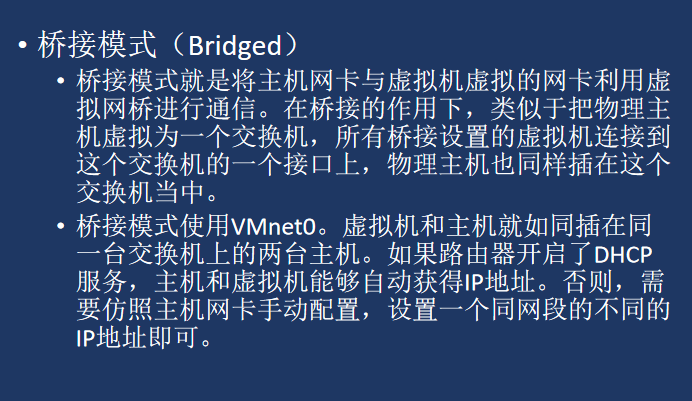 • 桥接模式（Bridged）
• 桥接模式就是将主机网卡与虚拟机虚拟的网卡利用虚
拟网桥进行通信。在桥接的作用下，类似于把物理主
机虚拟为一个交换机，所有桥接设置的虚拟机连接到
这个交换机的一个接口上，物理主机也同样插在这个
交换机当中。
• 桥接模式使用VMnet0。虚拟机和主机就如同插在同
一台交换机上的两台主机。如果路由器开启了DHCP
服务，主机和虚拟机能够自动获得IP地址。否则，需
要仿照主机网卡手动配置，设置一个同网段的不同的
IP地址即可。